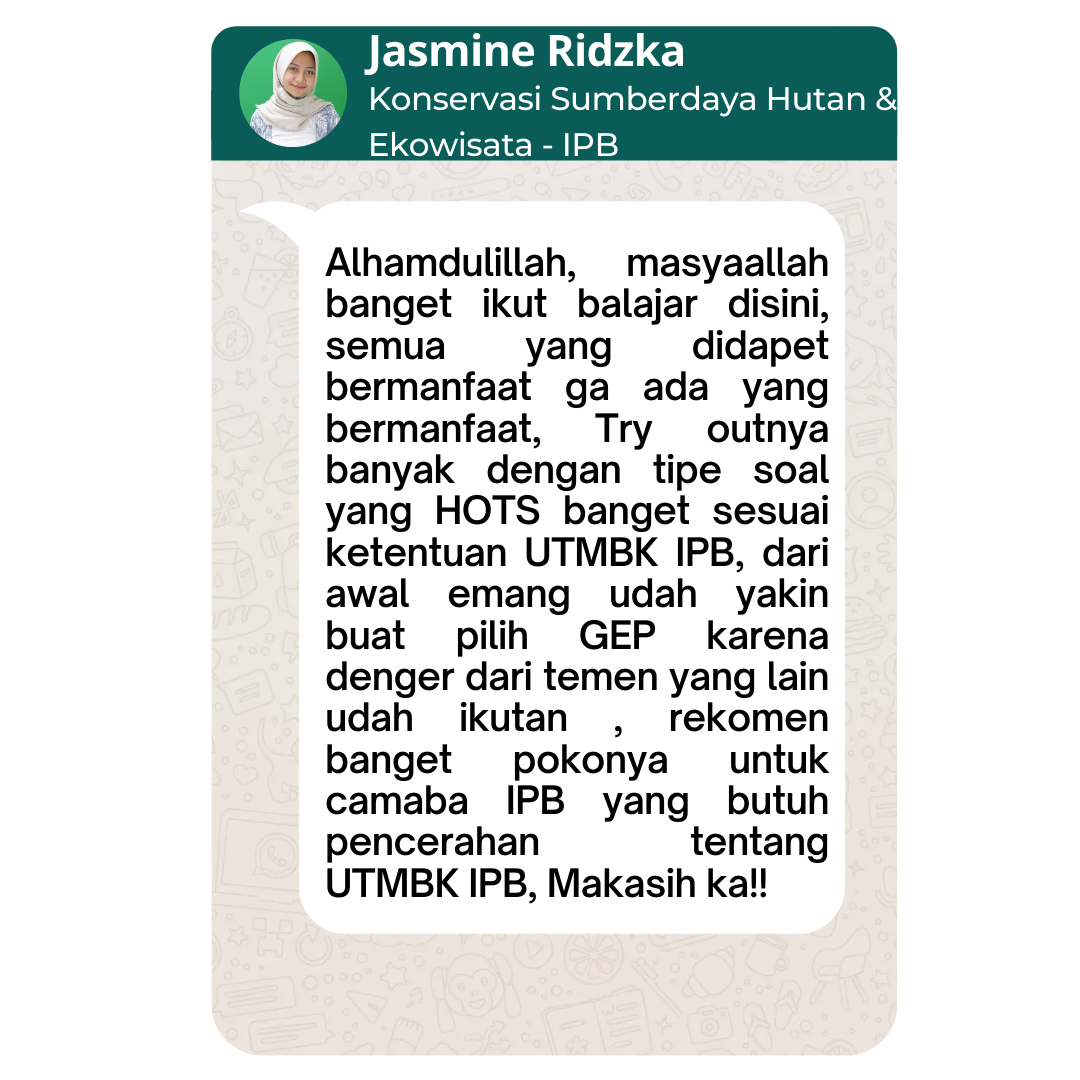 Jasmine Ridzka
Konservasi Sumberdaya Hutan &
Ekowisata - IPB
Alhamdulillah, masyaallah
banget ikut balajar disini,
semua yang didapet
bermanfaat ga ada yang
bermanfaat, Try outnya
banyak dengan tipe soal
yang HOTS banget sesuai
ketentuan UTMBK IPB, dari
awal emang udah yakin
buat pilih GEP karena
denger dari temen yang lain
udah ikutan , rekomen
banget pokonya untuk
camaba IPB yang butuh
pencerahan tentang
UTMBK IPB, Makasih ka!!